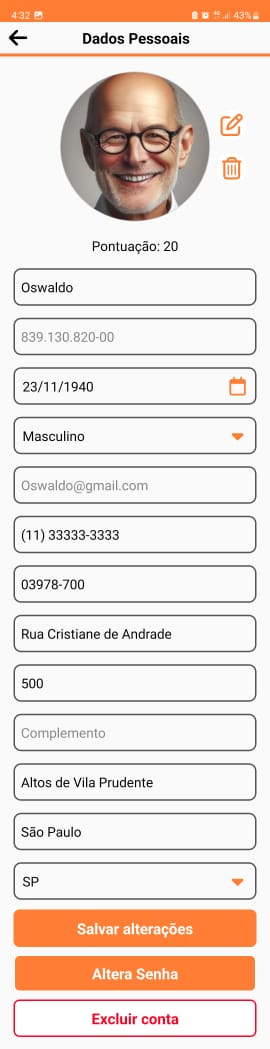 4:32
43%
Dados Pessoais
Pontuação: 20
Oswaldo
839.130.820-00
23/11/1940
Masculino
Oswaldo@gmail.com
(11) 33333-3333
03978-700
Rua Cristiane de Andrade
500
Complemento
Altos de Vila Prudente
São Paulo
SP
Salvar alterações
Altera Senha
Excluir conta